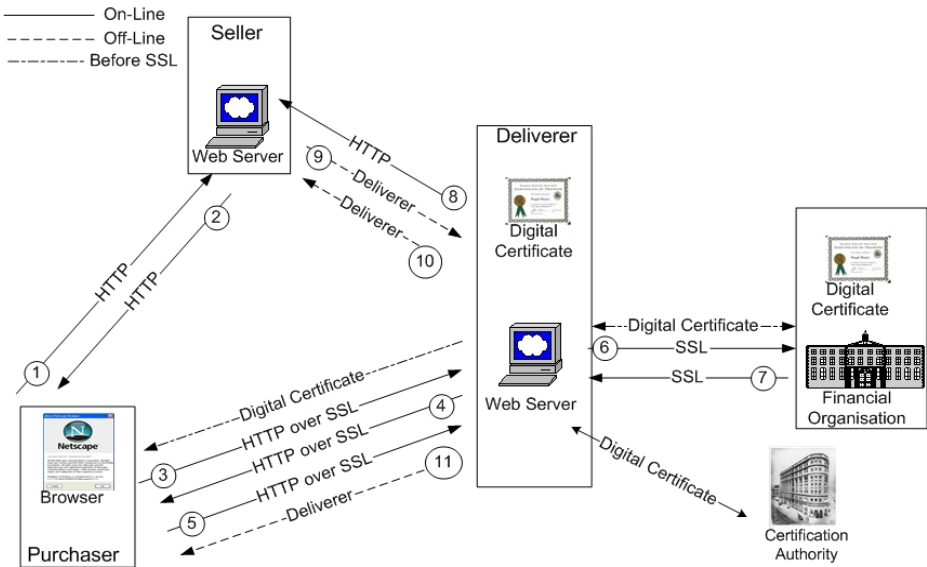 On-Line
Off-Line
Before SSL
Seller
Web Server
HTTP
8
9
Deliverer
Deliverer
10
2
HTTP
HTTP
1
Deliverer
Digital
Certificate
Web Server
Digital
Certificate
Financial
Organisation
Digital Certificate
6
SSL
SSL
7
Digital Certificate
Certification
Authority
Digital Certificate
HTTP over SSL
3
4
HTTP over SSL
HTTP over SSL
5
11
Deliverer
Netscape
Browser
Purchaser